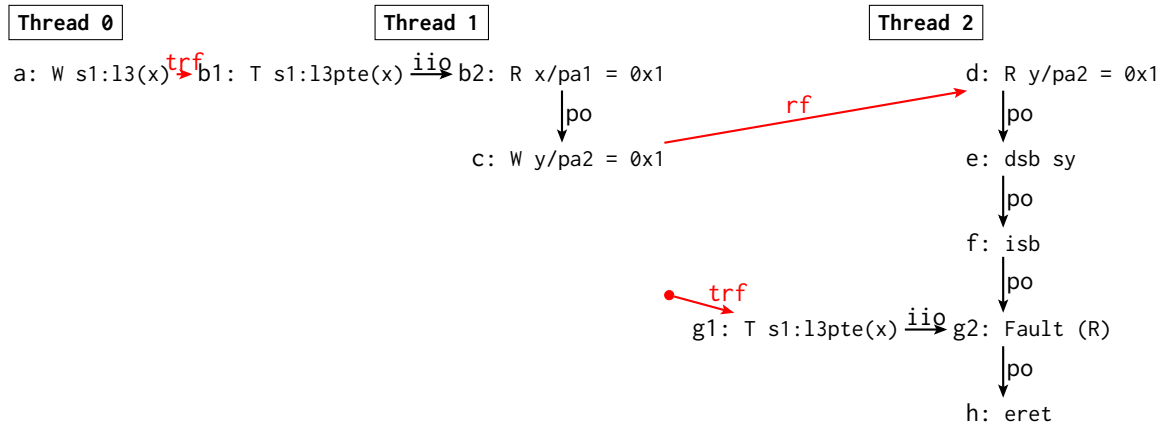 Thread 0
Thread 1
Thread 2
a: W s1:l3(x)
trf
b1: T s1:l3pte(x)
iio
b2: R x/pa1 = 0x1
d: R y/pa2 = 0x1
po
rf
po
c: W y/pa2 = 0x1
e: dsb sy
po
f: isb
po
trf
g1: T s1:l3pte(x)
iio
g2: Fault (R)
po
h: eret